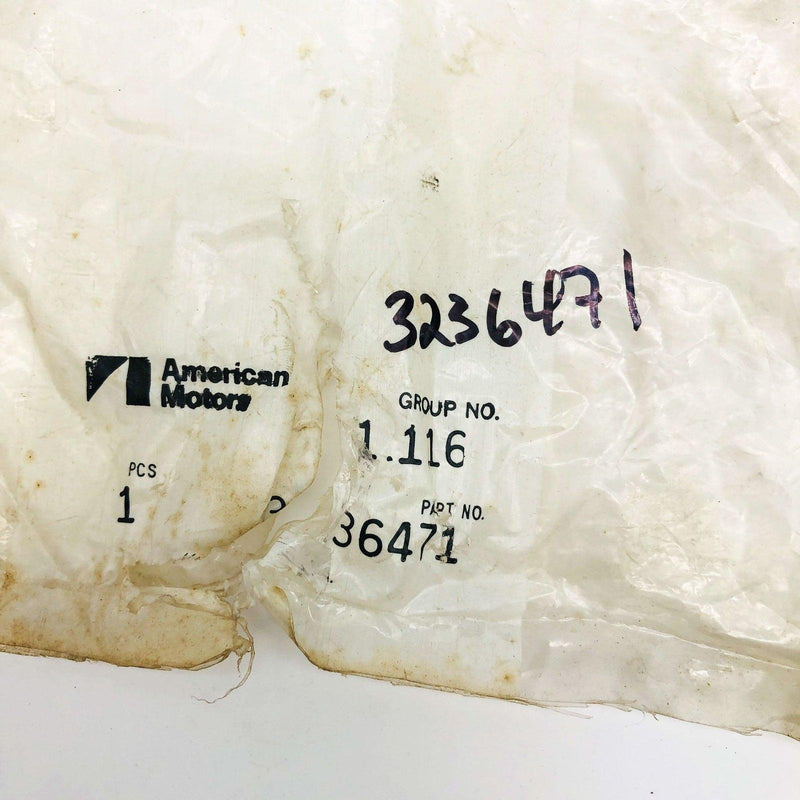 3236471
American
Motors
GROUP NO.
1.116
PCS
1
PART NO.
36471